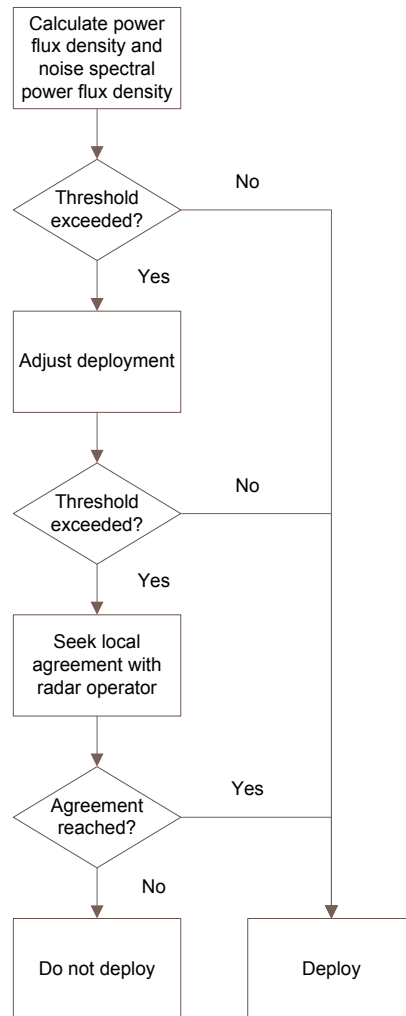 Calculate power
flux density and
noise spectral
power flux density
No
Threshold
exceeded?
Yes
Adjust deployment
No
Threshold
exceeded?
Yes
Seek local
agreement with
radar operator
Yes
Agreement
reached?
No
Do not deploy
Deploy